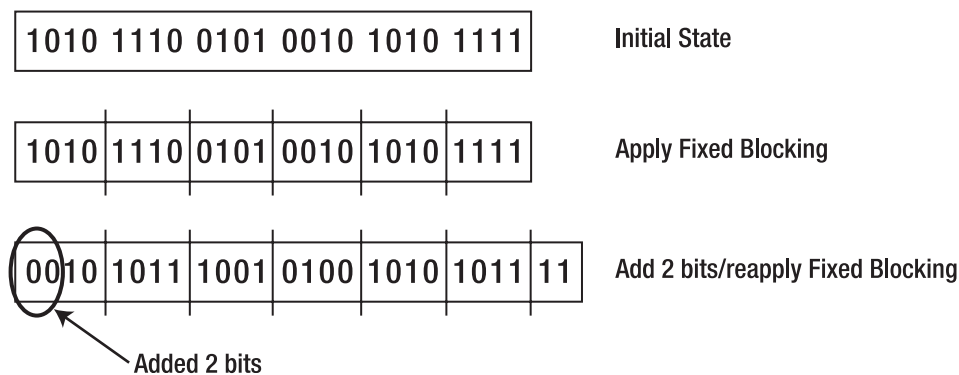 1010 1110 0101 0010 1010 1111 Initial State
1010 1110 0101 0010 1010 1111 Apply Fixed Blocking
0010 1011 1001 0100 1010 1011 11 Add 2 bits/reapply Fixed Blocking
Added 2 bits